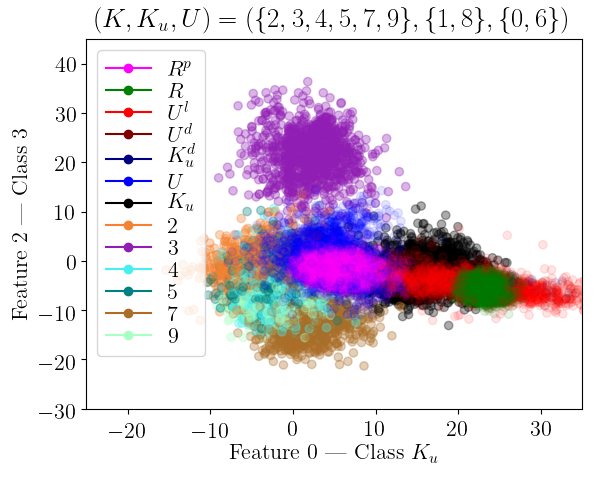 (K, K_u, U) = ({2, 3, 4, 5, 7, 9}, {1, 8}, {0, 6})
Feature 2 — Class 3
40
30
20
10
0
−10
−20
−30
R^p
R
U^l
U^d
K_u^d
U
K_u
2
3
4
5
7
9
−20
−10
0
10
20
30
Feature 0 — Class K_u